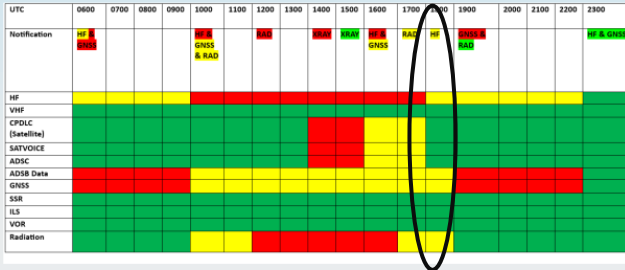 UTC 0600 0700 0800 0900 1000 1100 1200 1300 1400 1500 1600 1700 1800 1900 2000 2100 2200 2300
Notification HF & HF & RAD XRAY XRAY HF & RAD HF GNSS & HF & GNSS
GNSS GNSS GNSS RAD
& RAD
HF
VHF
CPDLC
(Satellite)
SATVOICE
ADSC
ADSB Data
GNSS
SSR
ILS
VOR
Radiation